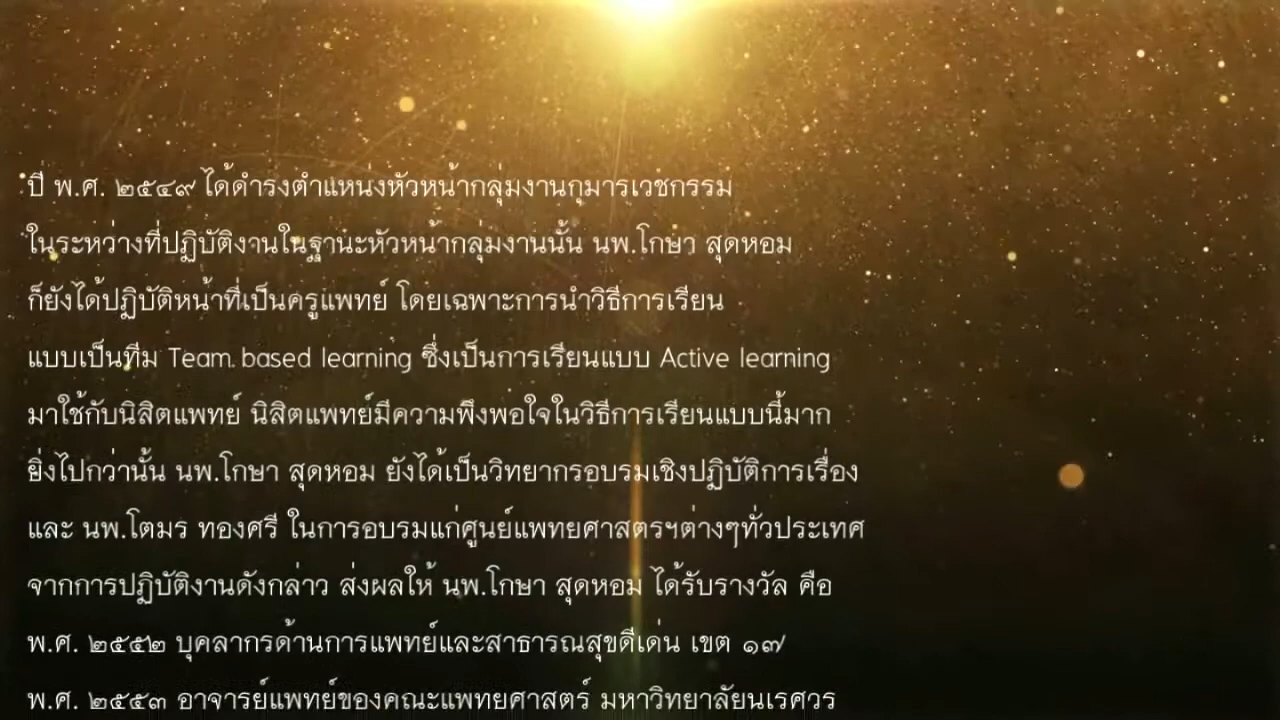 ปี พ.ศ. ๒๕๔๙ ได้ดำรงตำแหน่งหัวหน้ากลุ่มงานกุมารเวชกรรม
ในระหว่างที่ปฏิบัติงานในฐานะหัวหน้ากลุ่มงานนั้น นพ.โกษา สุดหอม
ก็ยังได้ปฏิบัติหน้าที่เป็นครูแพทย์ โดยเฉพาะการนำวิธีการเรียน
แบบเป็นทีม Team based learning ซึ่งเป็นการเรียนแบบ Active learning
มาใช้กับนิสิตแพทย์ นิสิตแพทย์มีความพึงพอใจในวิธีการเรียนแบบนี้มาก
ยิ่งไปกว่านั้น นพ.โกษา สุดหอม ยังได้เป็นวิทยากรอบรมเชิงปฏิบัติการเรื่อง
และ นพ.โตมร ทองศรี ในการอบรมแก่ศูนย์แพทยศาสตรฯต่างๆทั่วประเทศ
จากการปฏิบัติงานดังกล่าว ส่งผลให้ นพ.โกษา สุดหอม ได้รับรางวัล คือ
พ.ศ. ๒๕๕๒ บุคลากรด้านการแพทย์และสาธารณสุขดีเด่น เขต ๑๗
พ.ศ. ๒๕๕๓ อาจารย์แพทย์ของคณะแพทยศาสตร์ มหาวิทยาลัยนเรศวร